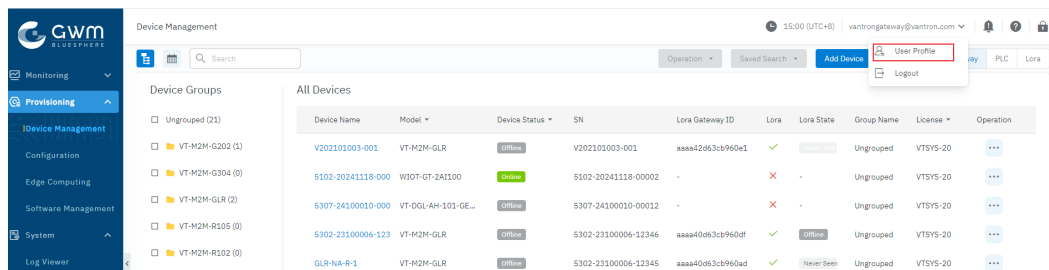 GWM
BLUESPHERE
Device Management
15:00 (UTC+8) vantrongateway@vantron.com
Search
Operation Saved Search Add Device PLC Lora
User Profile
Logout
Monitoring
Provisioning
Device Management
Configuration
Edge Computing
Software Management
System
Log Viewer
Device Groups
Ungrouped (21)
VT-M2M-G202 (1)
VT-M2M-G304 (0)
VT-M2M-GLR (2)
VT-M2M-R105 (0)
VT-M2M-R102 (0)
All Devices
Device Name Model Device Status SN Lora Gateway ID Lora Lora State Group Name License Operation
V202101003-001 VT-M2M-GLR Offline V202101003-001 aaaa42d63cb960e1 Ungrouped VTSYS-20 ...
5102-20241118-000 WIOT-GT-2AI100 Online 5102-20241118-00002 - - Ungrouped VTSYS-20 ...
5307-24100010-000 VT-DGL-AH-101-GE... Offline 5307-24100010-00012 - - Ungrouped VTSYS-20 ...
5302-23100006-123 VT-M2M-GLR Offline 5302-23100006-12346 aaaa40d63cb960df Offline Ungrouped VTSYS-20 ...
GLR-NA-R-1 VT-M2M-GLR Offline 5302-23100006-12345 aaaa40d63cb960ad Never Seen Ungrouped VTSYS-20 ...